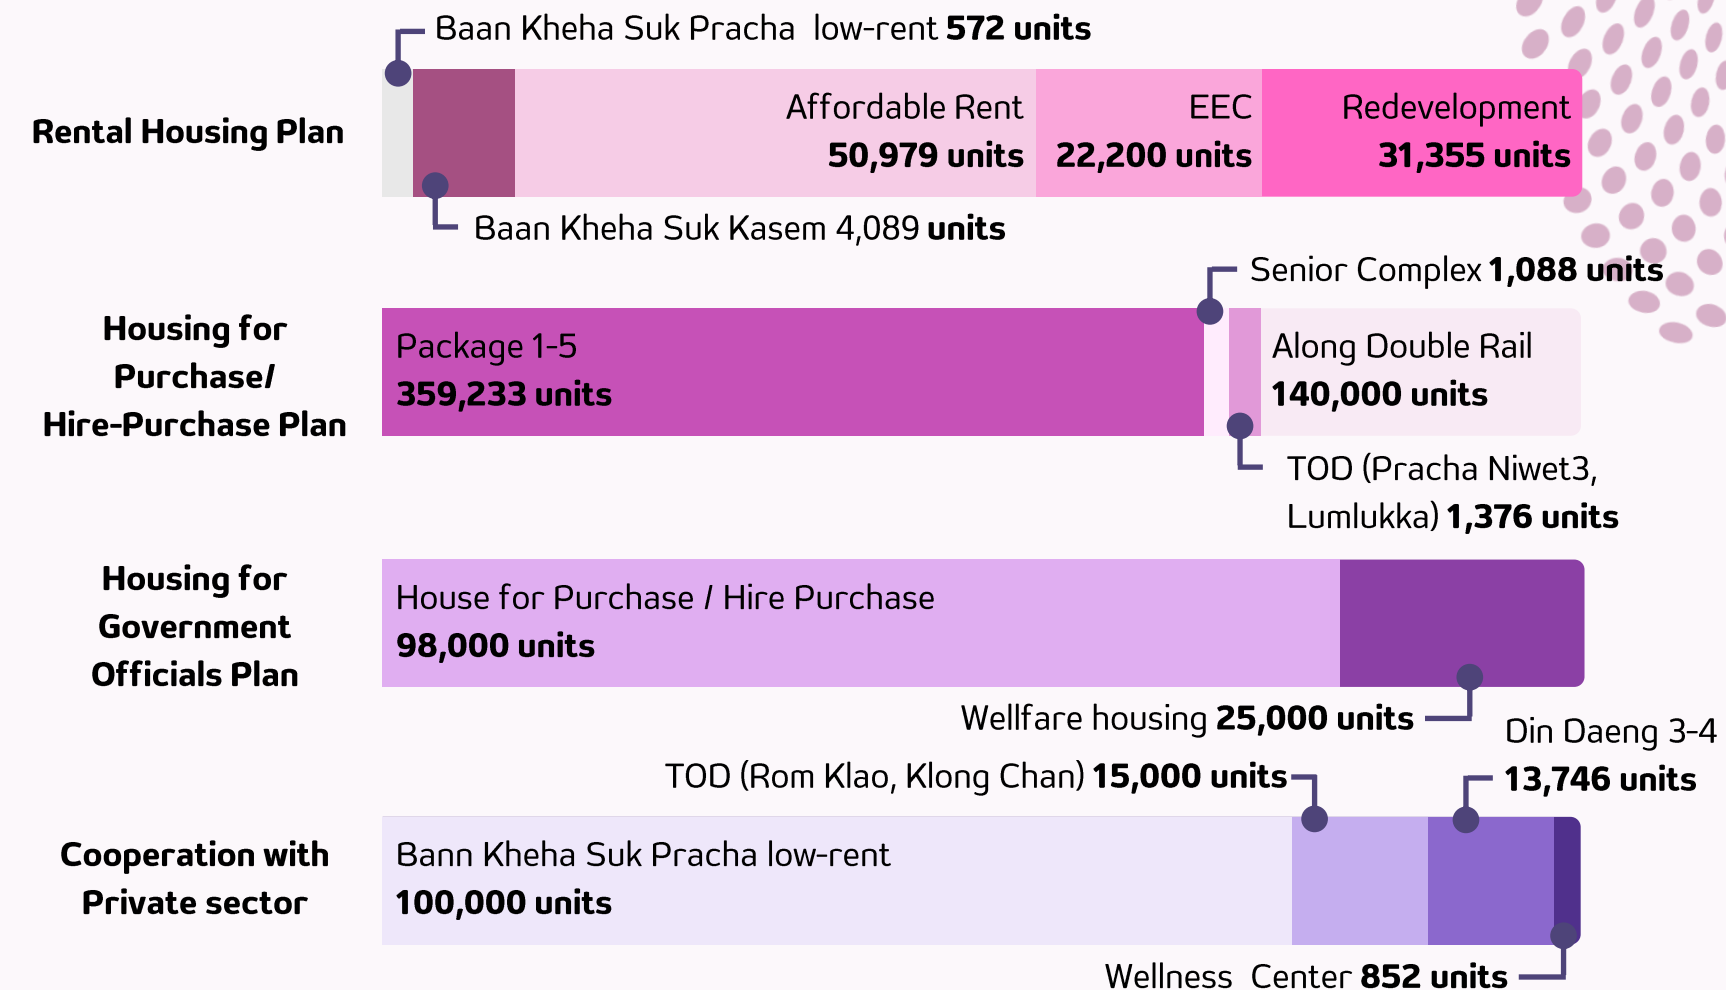 Baan Kheha Suk Pracha low-rent 572 units
Rental Housing Plan
Affordable Rent
50,979 units
EEC
22,200 units
Redevelopment
31,355 units
Baan Kheha Suk Kasem 4,089 units
Senior Complex 1,088 units
Housing for
Purchase/
Hire-Purchase Plan
Package 1-5
359,233 units
Along Double Rail
140,000 units
TOD (Pracha Niwet3,
Lumlukka) 1,376 units
Housing for
Government
Officials Plan
House for Purchase / Hire Purchase
98,000 units
Wellfare housing 25,000 units
Din Daeng 3-4
13,746 units
TOD (Rom Klao, Klong Chan) 15,000 units
Cooperation with
Private sector
Bann Kheha Suk Pracha low-rent
100,000 units
Wellness Center 852 units